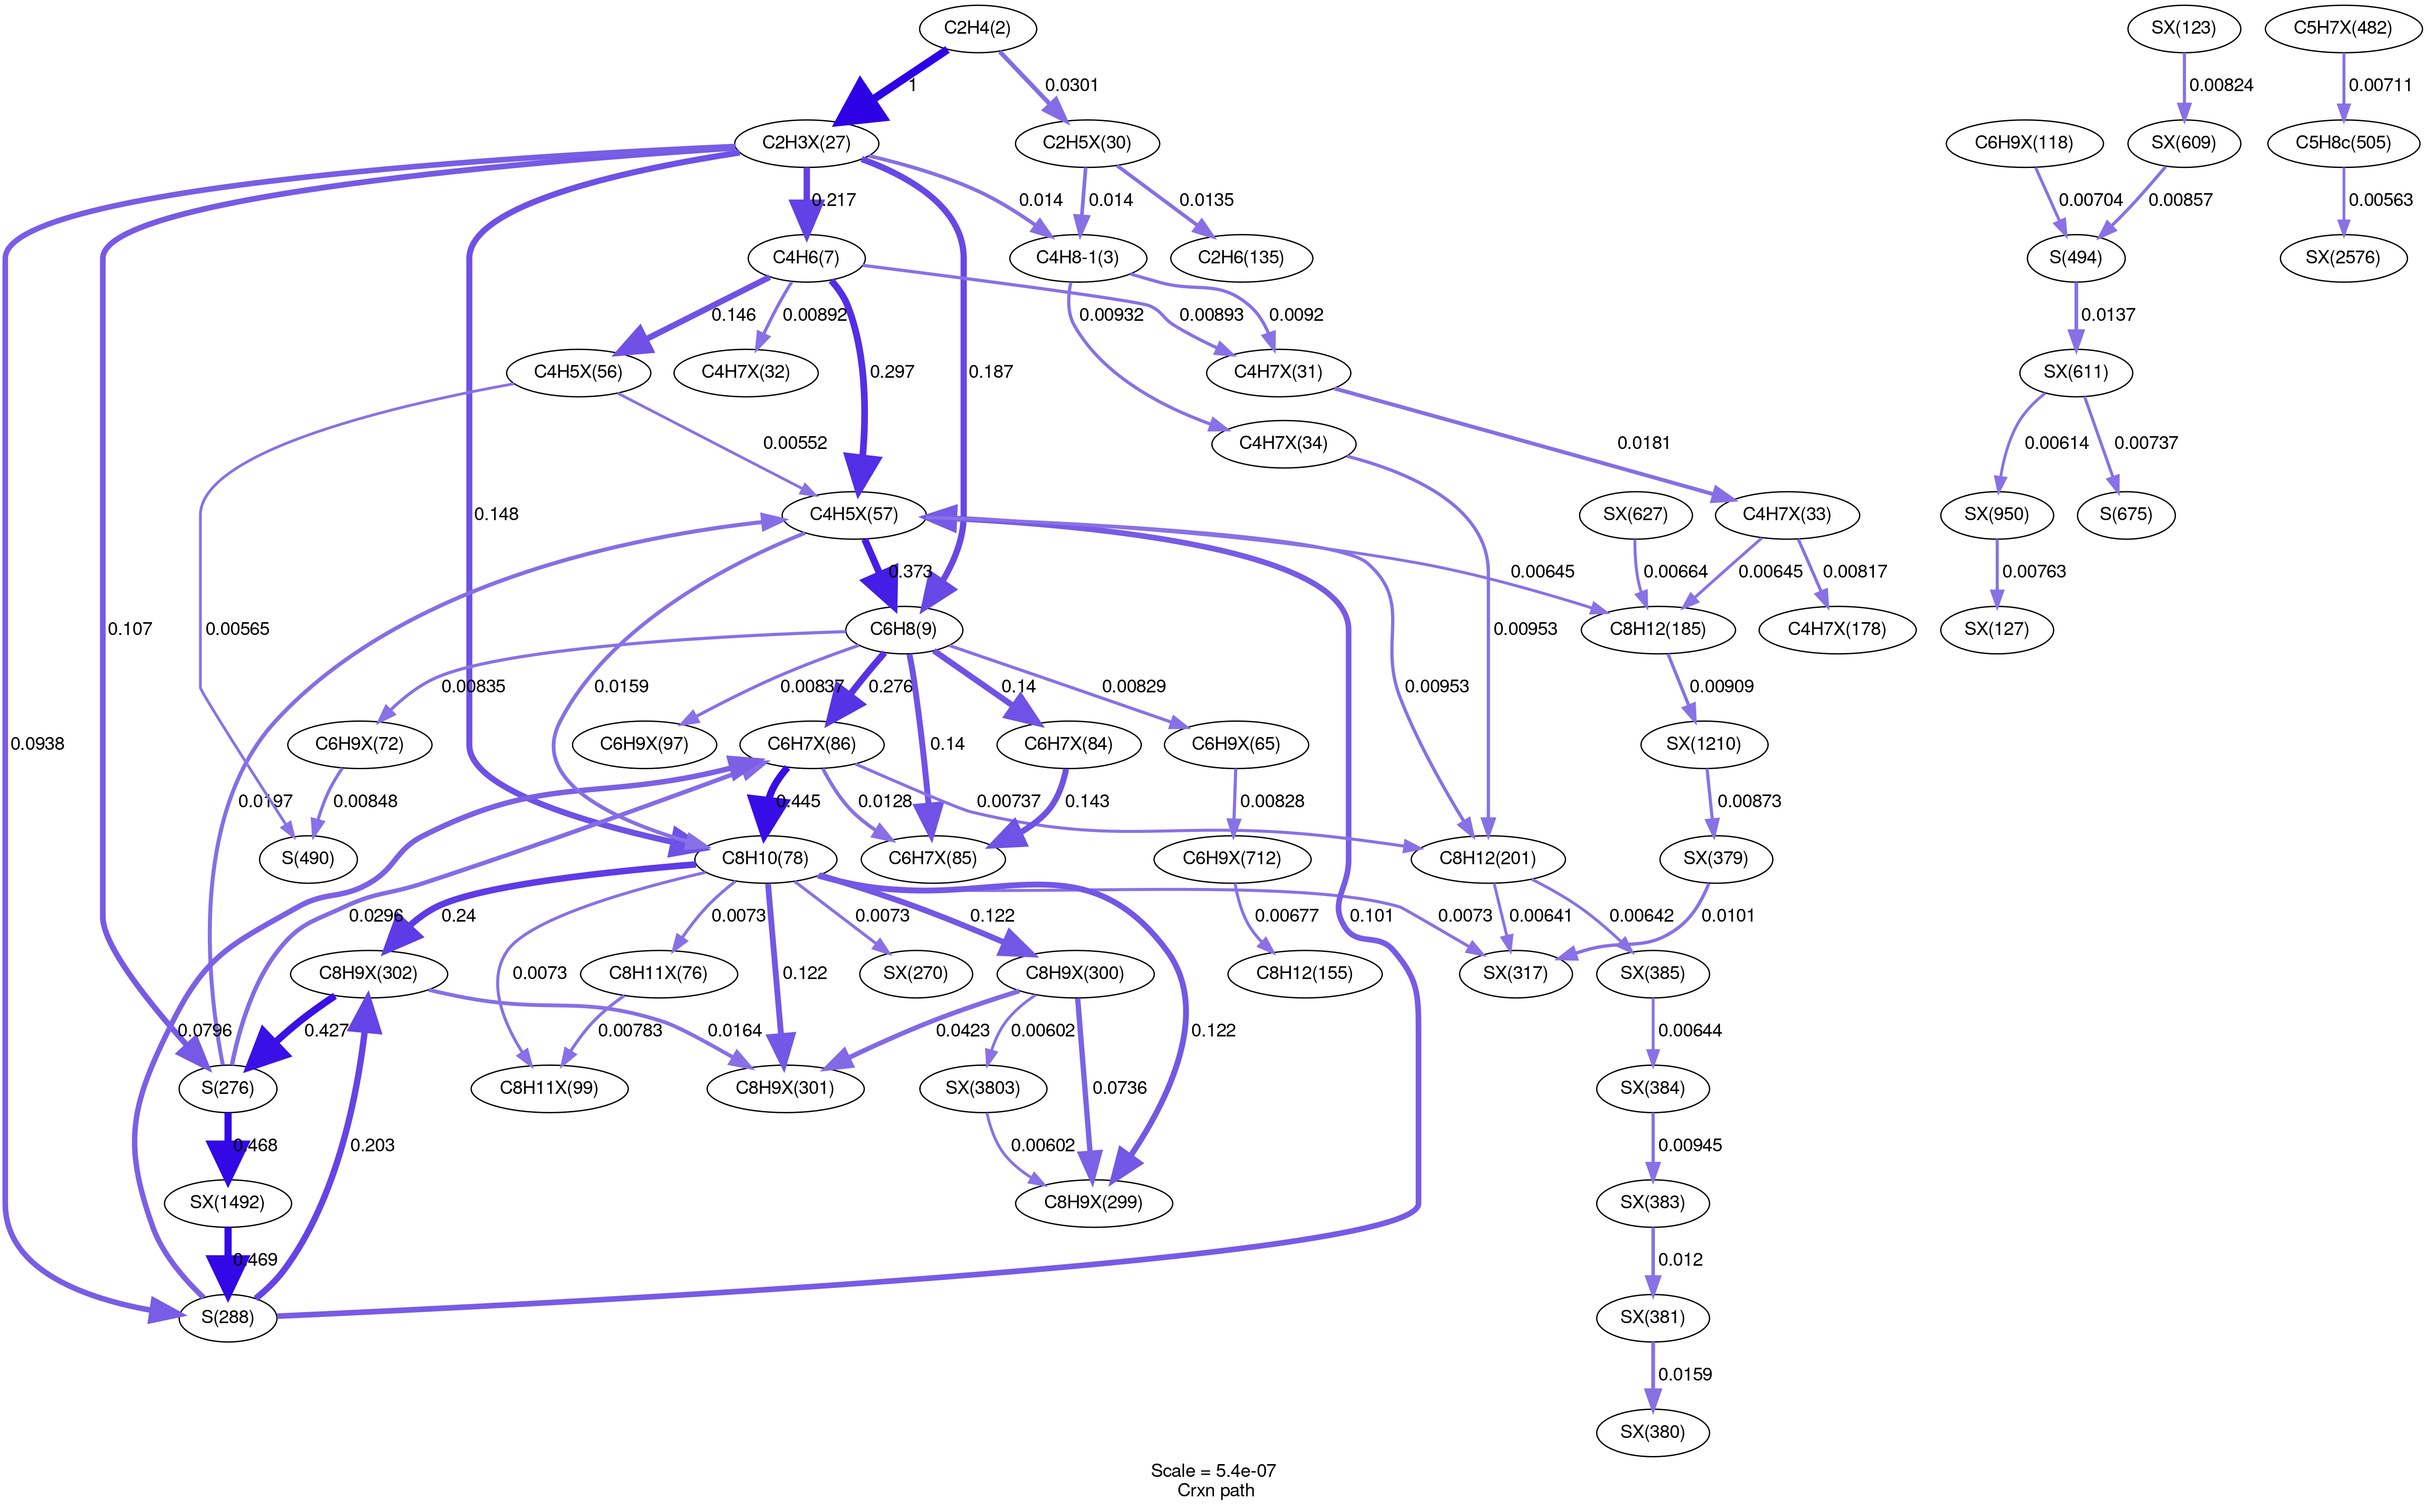 C2H4(2)
SX(123)
C5H7X(482)
1
0.0301
0.00824
0.00711
C2H3X(27)
C2H5X(30)
C6H9X(118)
SX(609)
C5H8c(505)
0.217
0.014
0.014
0.0135
0.00704
0.00857
0.00563
C4H6(7)
C4H8-1(3)
C2H6(135)
S(494)
SX(2576)
0.146
0.00892
0.00932
0.00893
0.0092
0.0137
C4H5X(56)
C4H7X(32)
0.297
0.187
C4H7X(31)
SX(611)
0.00552
C4H7X(34)
0.0181
0.00614
0.00737
0.148
C4H5X(57)
SX(627)
C4H7X(33)
SX(950)
S(675)
0.373
0.00645
0.00664
0.00645
0.00817
0.00763
0.107
0.00565
C6H8(9)
0.00953
C8H12(185)
C4H7X(178)
SX(127)
0.00835
0.0159
0.00837
0.276
0.14
0.00829
0.00953
0.00909
0.0938
C6H9X(72)
C6H9X(97)
C6H7X(86)
0.14
C6H7X(84)
C6H9X(65)
SX(1210)
0.0197
0.00848
0.445
0.0128
0.00737
0.143
0.00828
0.00873
S(490)
C8H10(78)
C6H7X(85)
C6H9X(712)
C8H12(201)
SX(379)
0.0296
0.24
0.0073
0.0073
0.122
0.00677
0.101
0.0073
0.00641
0.00642
0.0101
C8H9X(302)
0.0073
C8H11X(76)
0.122
SX(270)
C8H9X(300)
C8H12(155)
SX(317)
SX(385)
0.0796
0.427
0.00783
0.0164
0.0423
0.00602
0.122
0.00644
S(276)
C8H11X(99)
C8H9X(301)
SX(3803)
0.0736
SX(384)
0.468
0.203
0.00602
0.00945
SX(1492)
C8H9X(299)
SX(383)
0.469
0.012
S(288)
SX(381)
0.0159
SX(380)
Scale = 5.4e-07
Crxn path